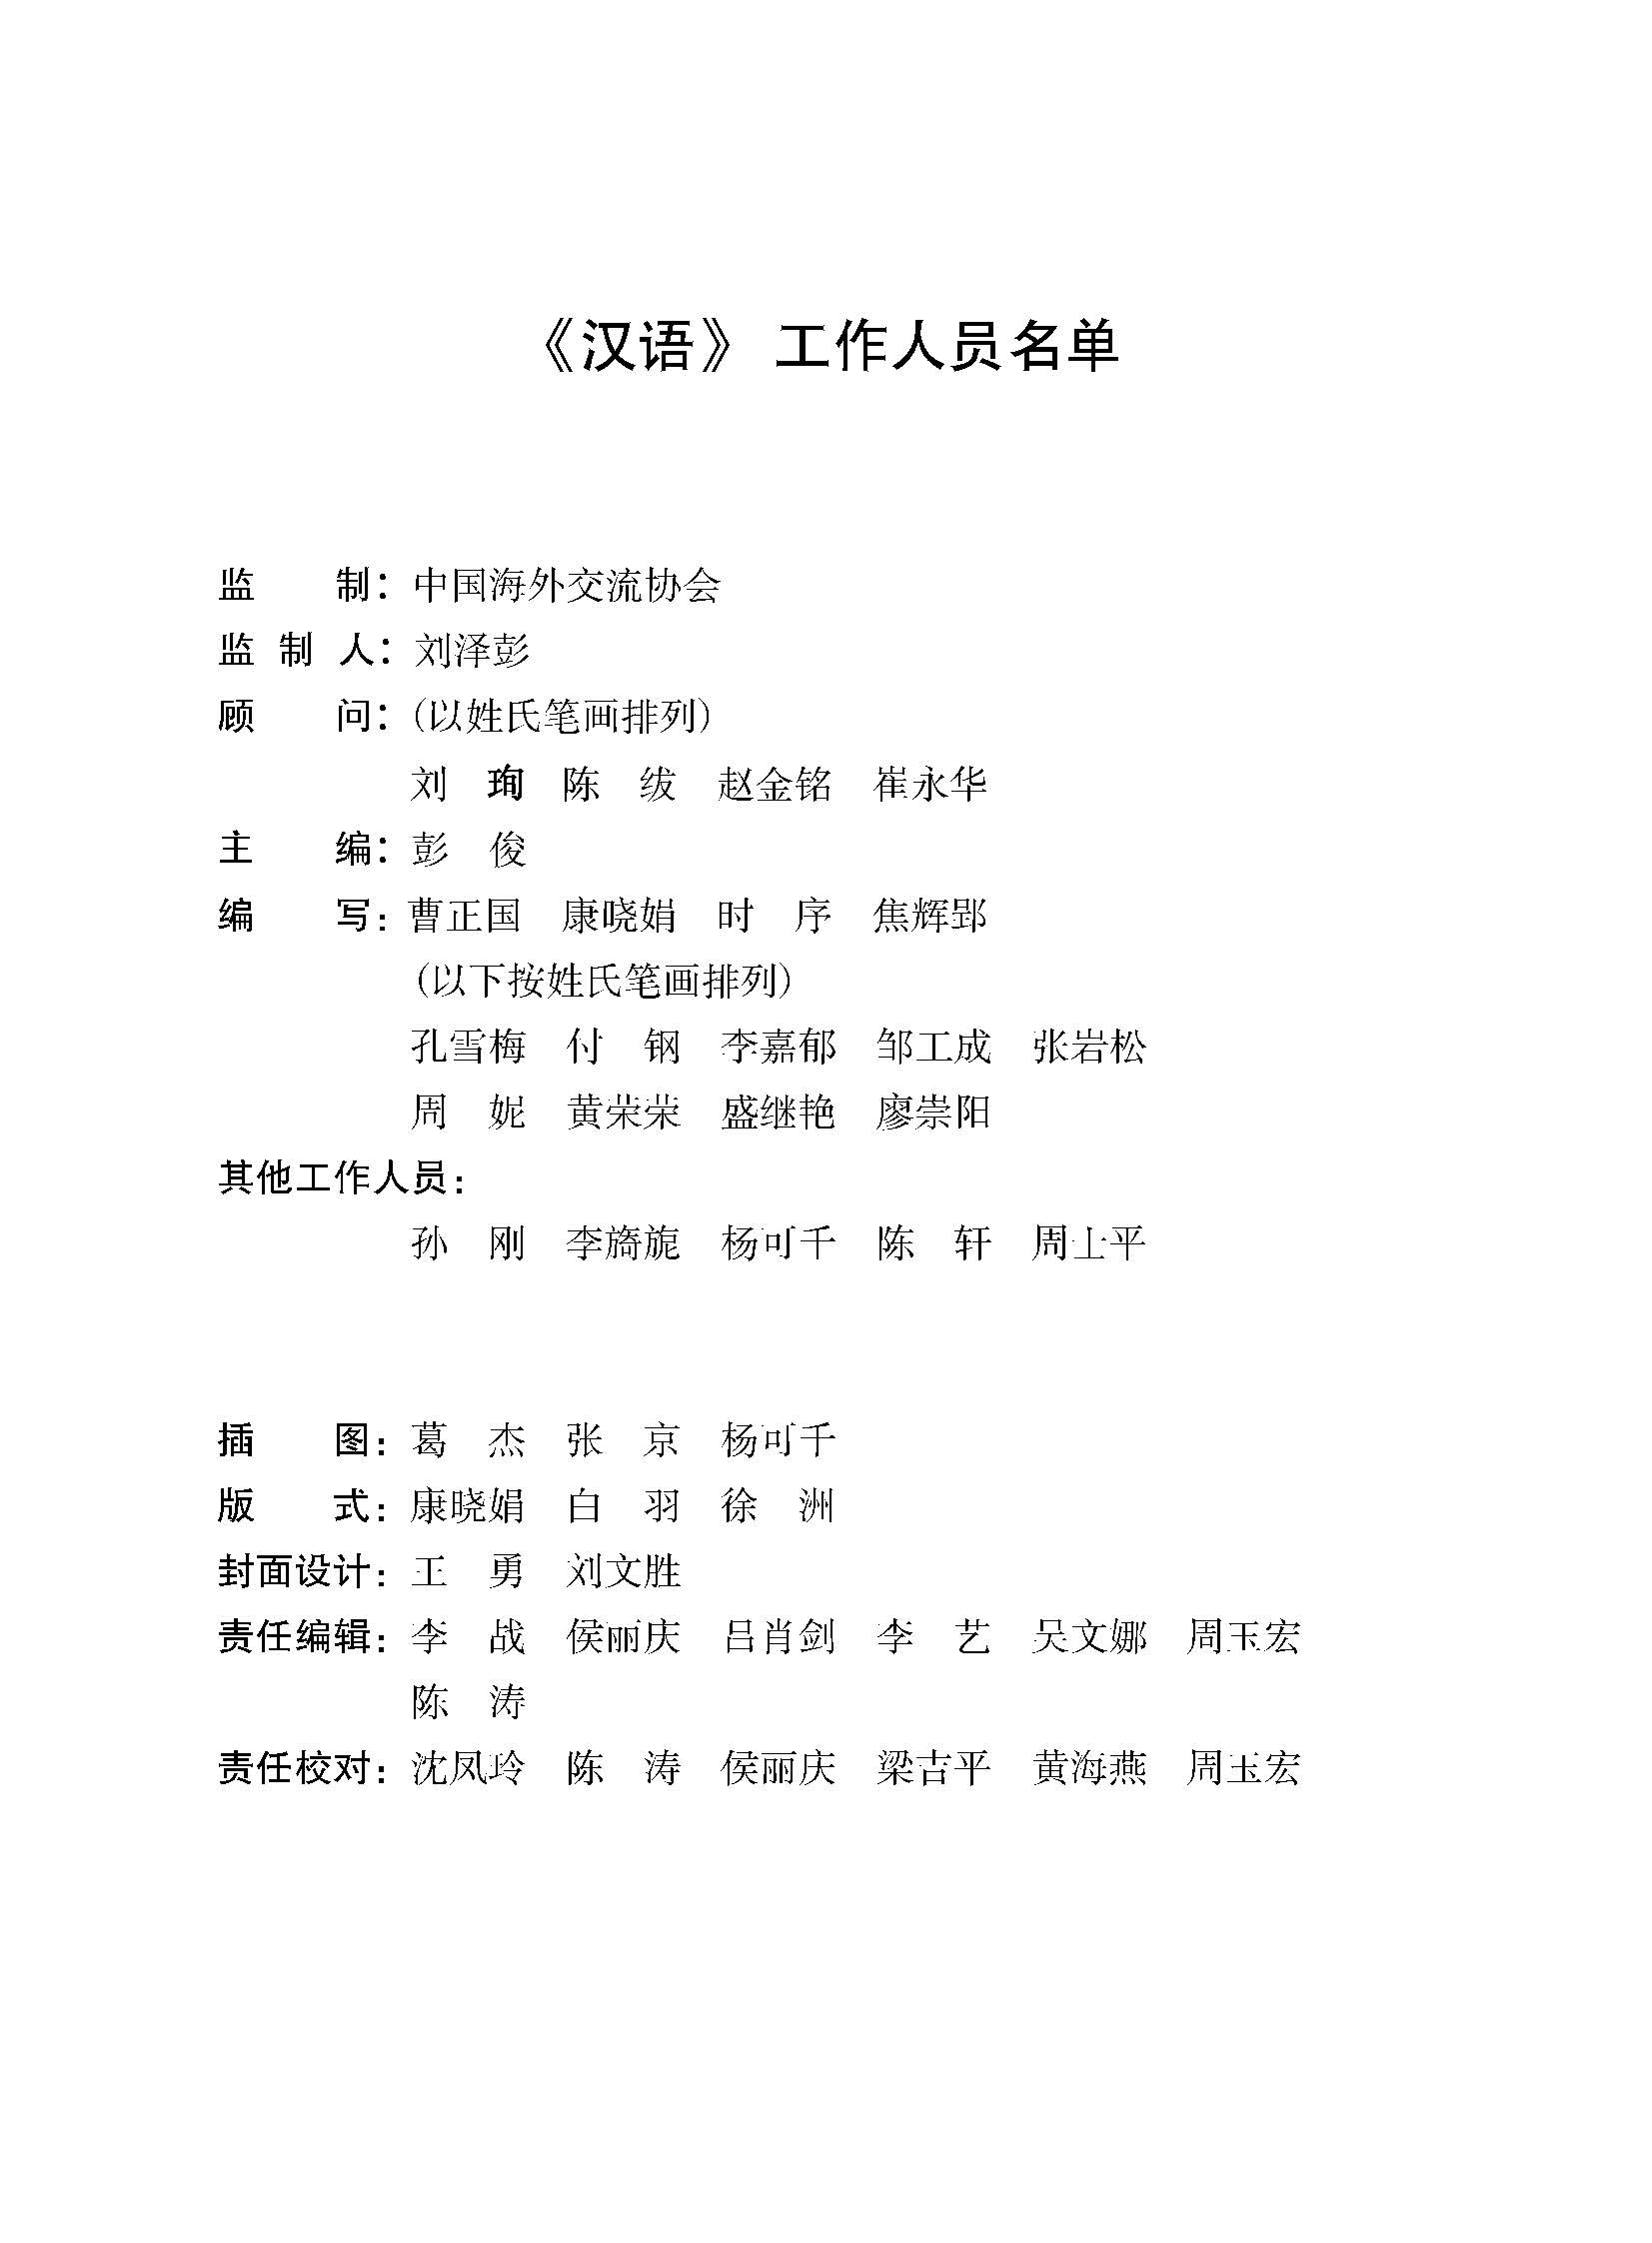 《汉语》 工作人员名单
监 制：中国海外交流协会
监 制 人：刘泽彭
顾 问：(以姓氏笔画排列)
刘 珣 陈 绂 赵金铭 崔永华
主 编：彭 俊
编 写：曹正国 康晓娟 时 序 焦辉郢
(以下按姓氏笔画排列)
孔雪梅 付 钢 李嘉郁 邹工成 张岩松
周 妮 黄荣荣 盛继艳 廖崇阳
其他工作人员：
孙 刚 李旖旎 杨可千 陈 轩 周上平
插 图：葛 杰 张 京 杨可千
版 式：康晓娟 白 羽 徐 洲
封面设计：王 勇 刘文胜
责任编辑：李 战 侯丽庆 吕肖剑 李 艺 吴文娜 周玉宏
陈 涛
责任校对：沈凤玲 陈 涛 侯丽庆 梁吉平 黄海燕 周玉宏